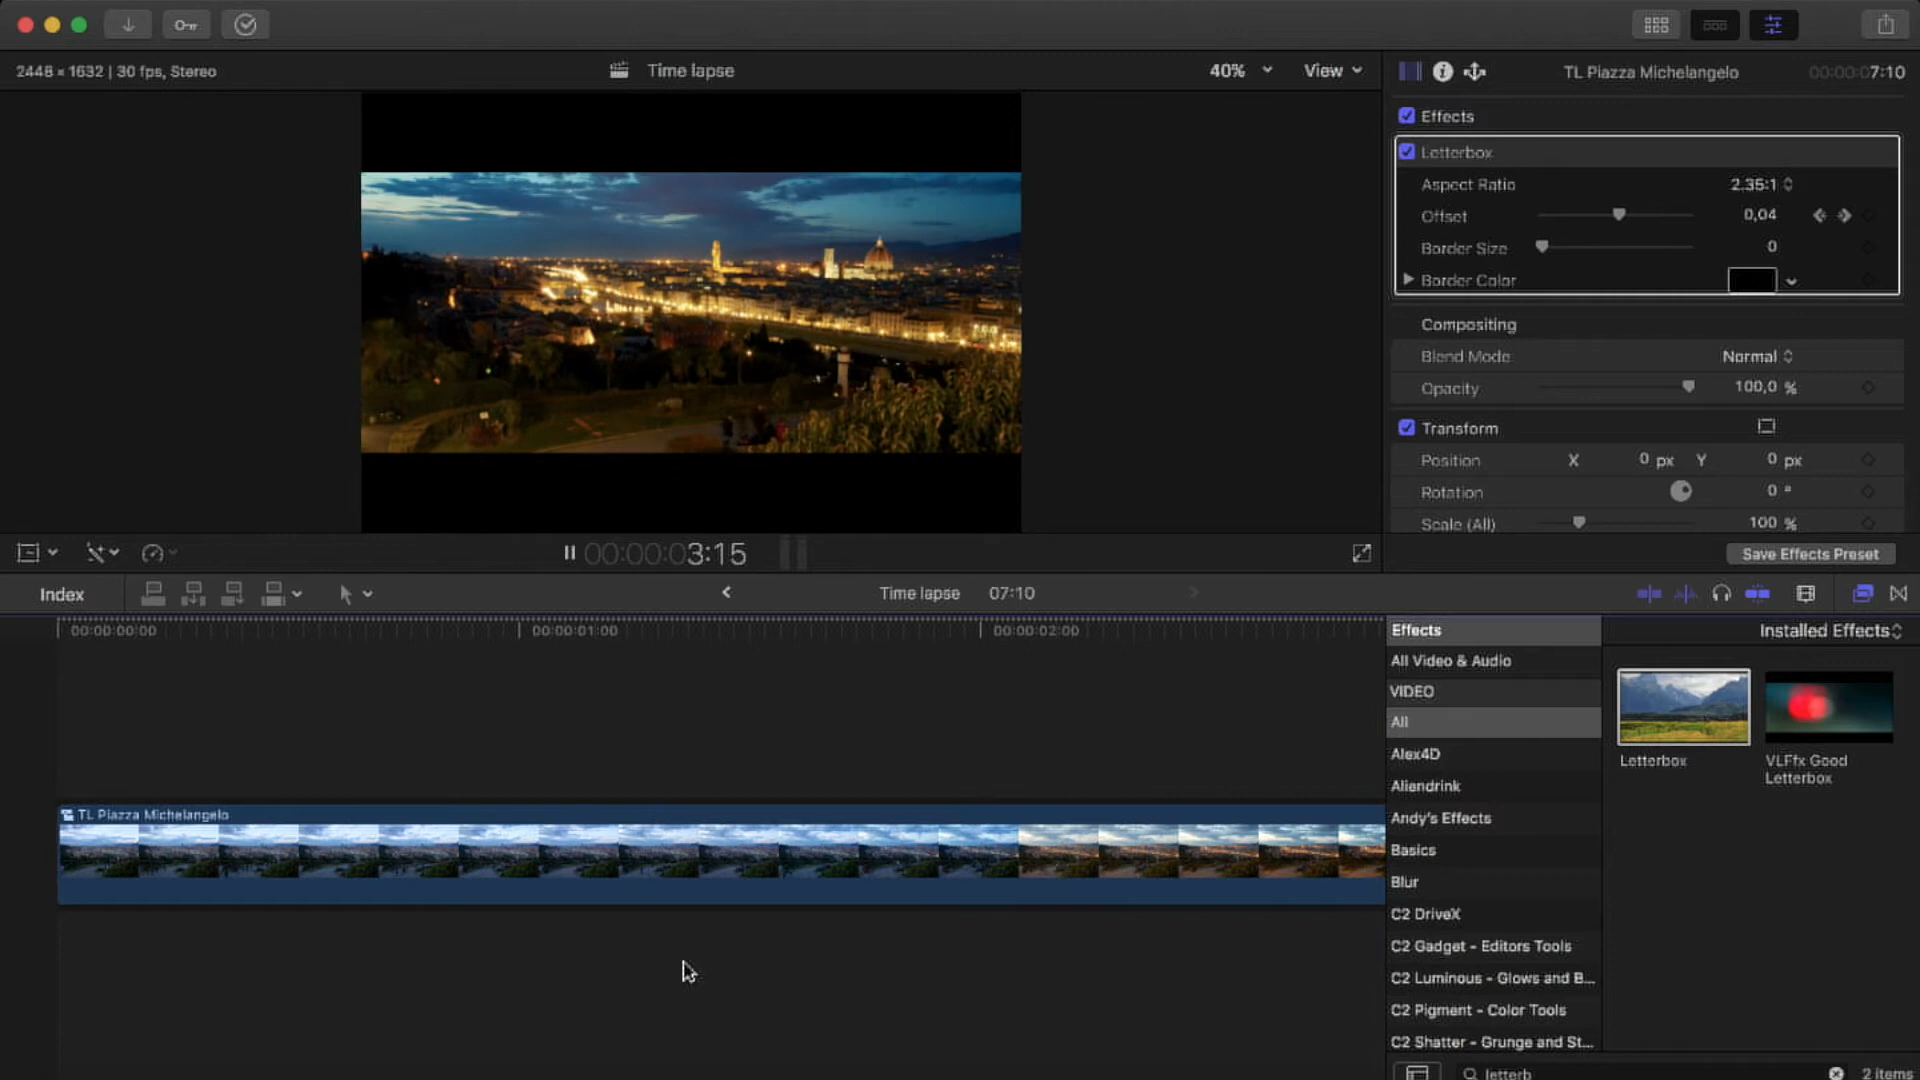 2448 × 1632 | 30 fps, Stereo
Time lapse
40%
View
TL Piazza Michelangelo
00:00:07:10
Effects
Letterbox
Aspect Ratio
2.35:1
Offset
0,04
Border Size
0
Border Color
Compositing
Blend Mode
Normal
Opacity
100,0 %
Transform
Position
X
0 px
Y
0 px
Rotation
0 °
Scale (All)
100 %
00:00:03:15
Save Effects Preset
Index
Time lapse
07:10
00:00:00:00
00:00:01:00
00:00:02:00
TL Piazza Michelangelo
Effects
All Video & Audio
VIDEO
All
Alex4D
Aliendrink
Andy's Effects
Basics
Blur
C2 DriveX
C2 Gadget - Editors Tools
C2 Luminous - Glows and B...
C2 Pigment - Color Tools
C2 Shatter - Grunge and St...
Installed Effects
Letterbox
VLFfx Good
Letterbox
letterb
2 items